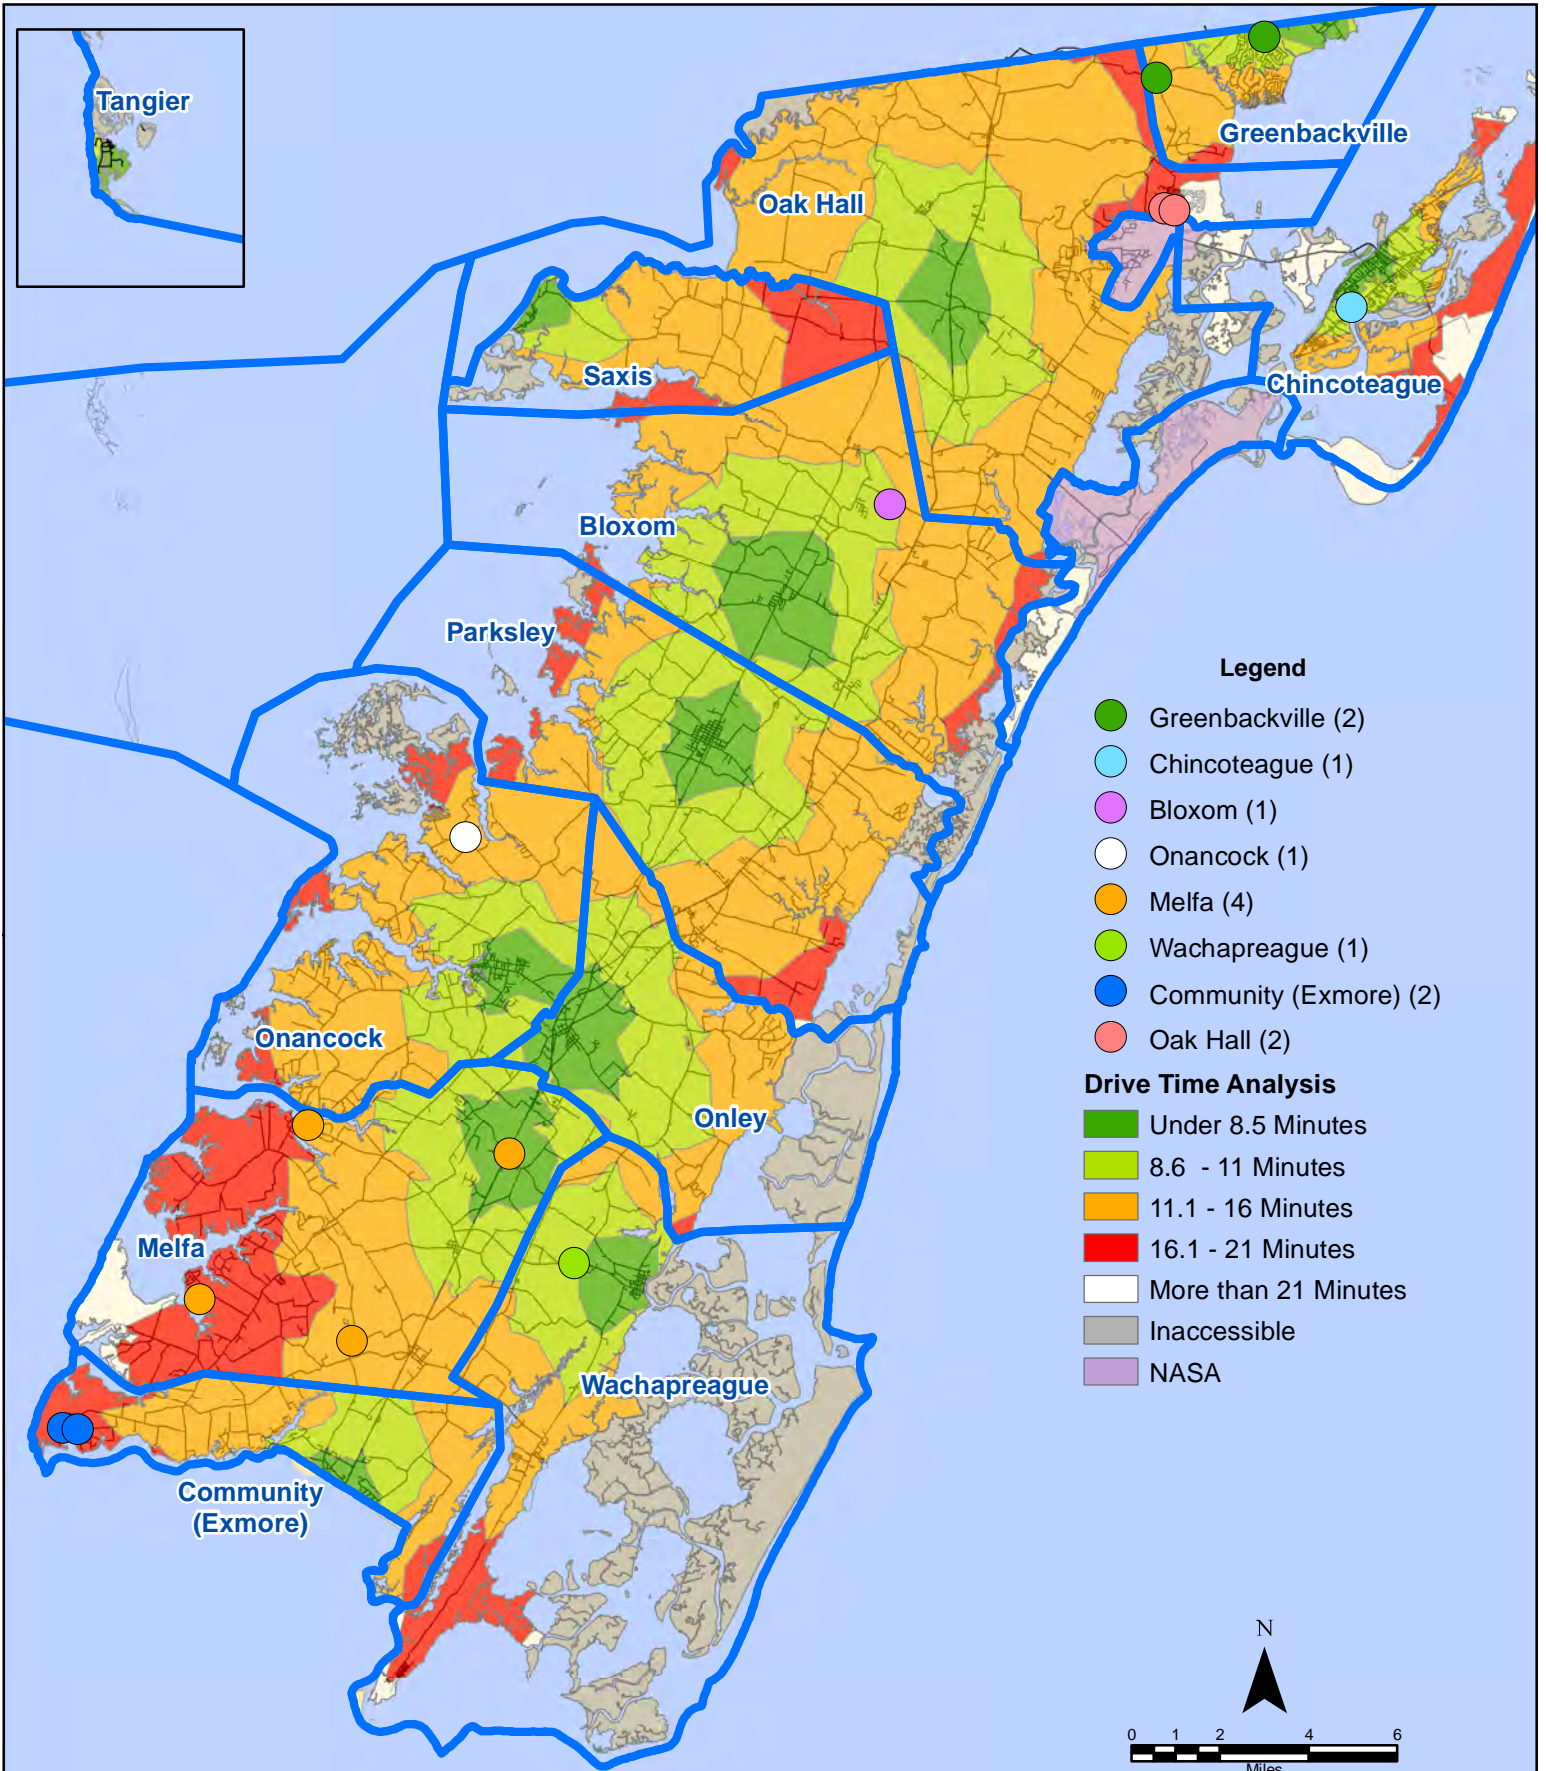 Tangier
Greenbackville
Oak Hall
Saxis
Chincoteague
Bloxom
Parksley
Onancock
Onley
Melfa
Wachapreague
Community
(Exmore)
Legend
Greenbackville (2)
Chincoteague (1)
Bloxom (1)
Onancock (1)
Melfa (4)
Wachapreague (1)
Community (Exmore) (2)
Oak Hall (2)
Drive Time Analysis
Under 8.5 Minutes
8.6 - 11 Minutes
11.1 - 16 Minutes
16.1 - 21 Minutes
More than 21 Minutes
Inaccessible
NASA
N
0 1 2 4 6
Miles